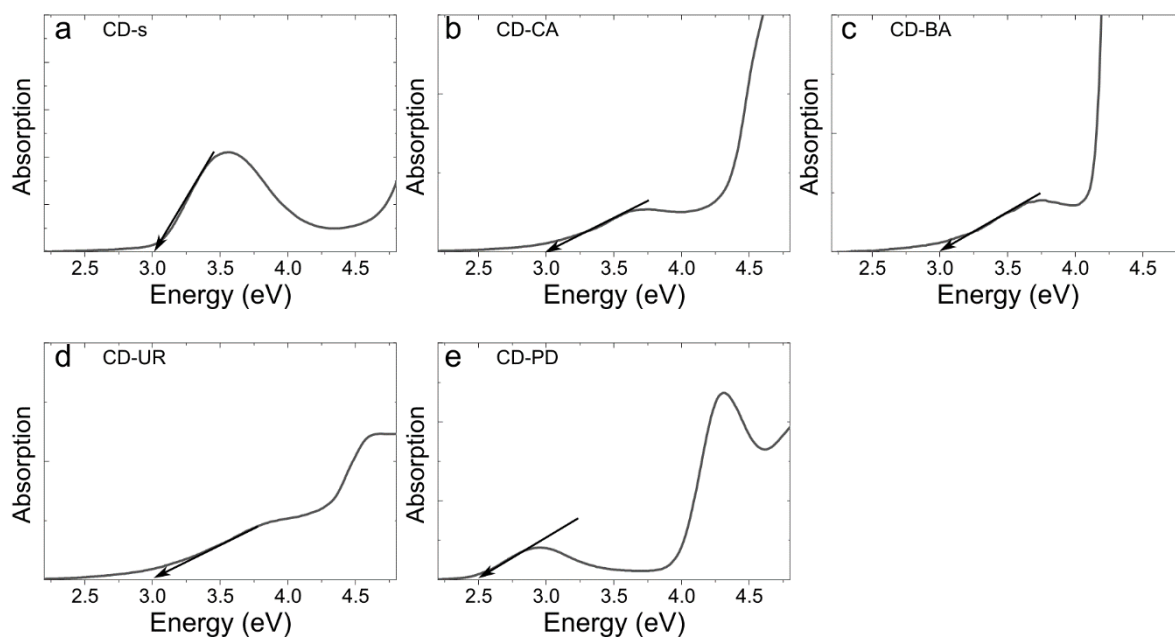 a CD-s
Absorption
2.5 3.0 3.5 4.0 4.5
Energy (eV)
b CD-CA
Absorption
2.5 3.0 3.5 4.0 4.5
Energy (eV)
c CD-BA
Absorption
2.5 3.0 3.5 4.0 4.5
Energy (eV)
d CD-UR
Absorption
2.5 3.0 3.5 4.0 4.5
Energy (eV)
e CD-PD
Absorption
2.5 3.0 3.5 4.0 4.5
Energy (eV)